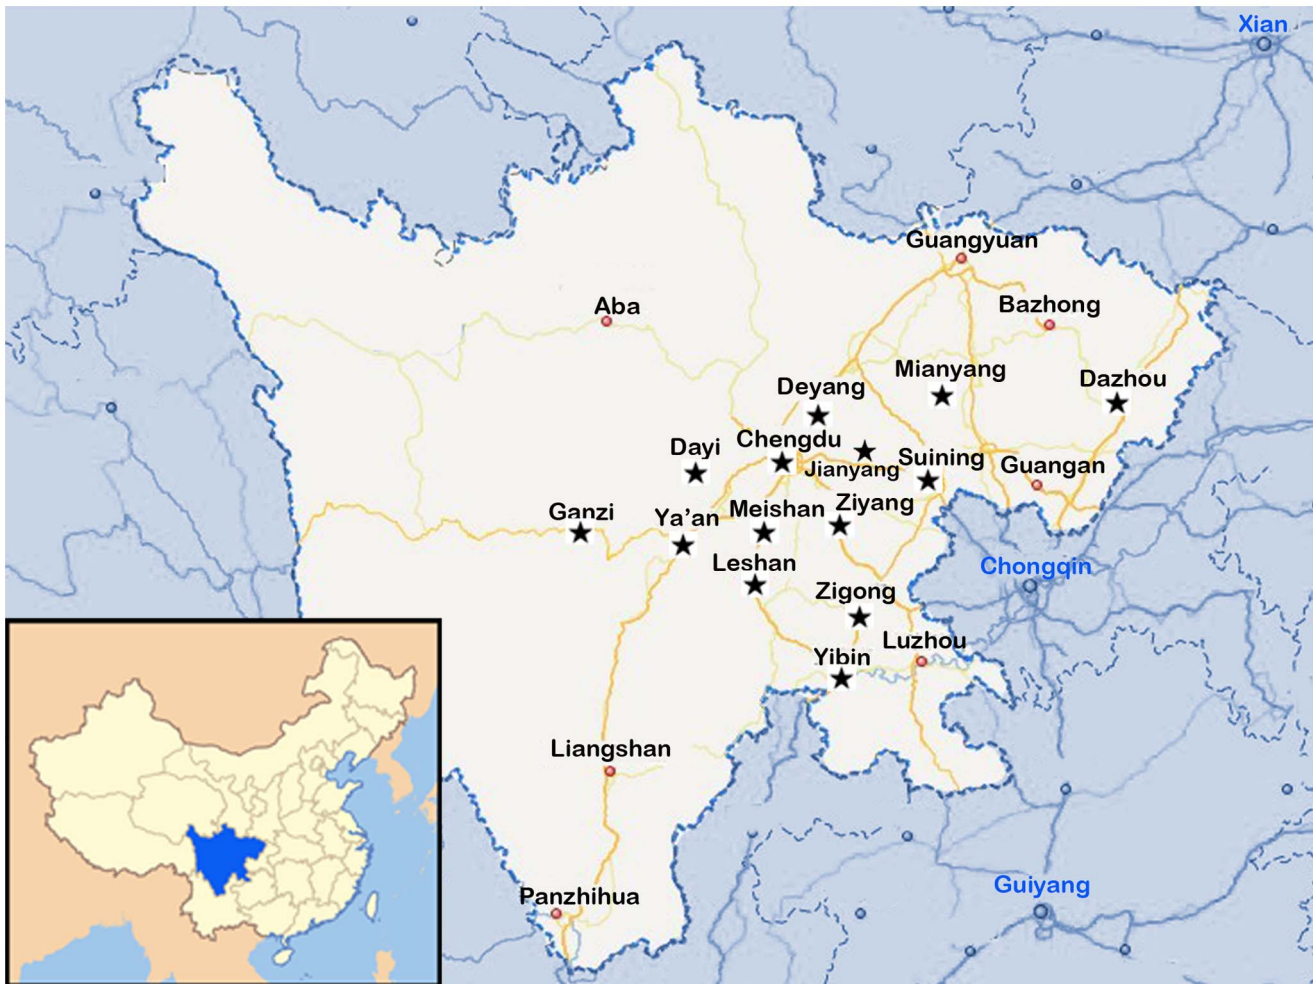 Xian
Guangyuan
Aba
Bazhong
Mianyang
Dazhou
Deyang
Chengdu
Dayi
Jianyang
Suining
Guangan
Ganzi
Ya'an
Meishan
Ziyang
Leshan
Chongqin
Zigong
Luzhou
Yibin
Liangshan
Panzhihua
Guiyang